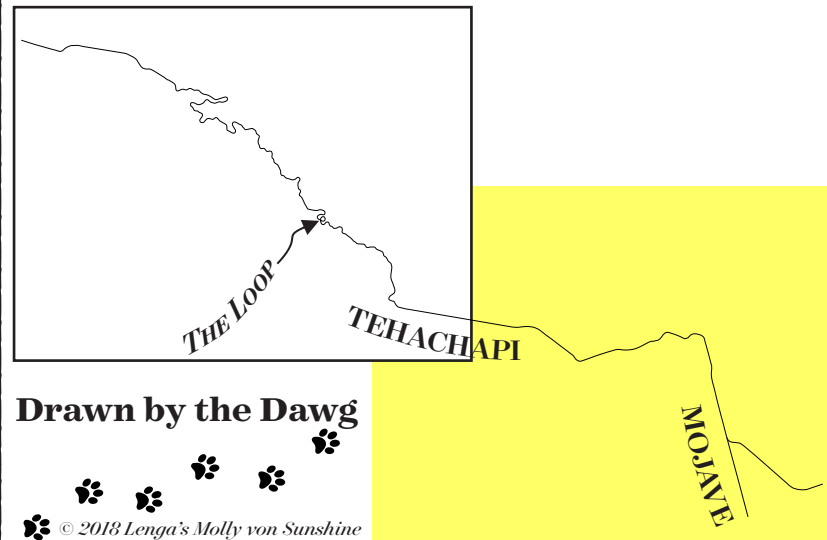 The Loop
TEHACHAPI
MOJAVE
Drawn by the Dawg
© 2018 Lenga's Molly von Sunshine